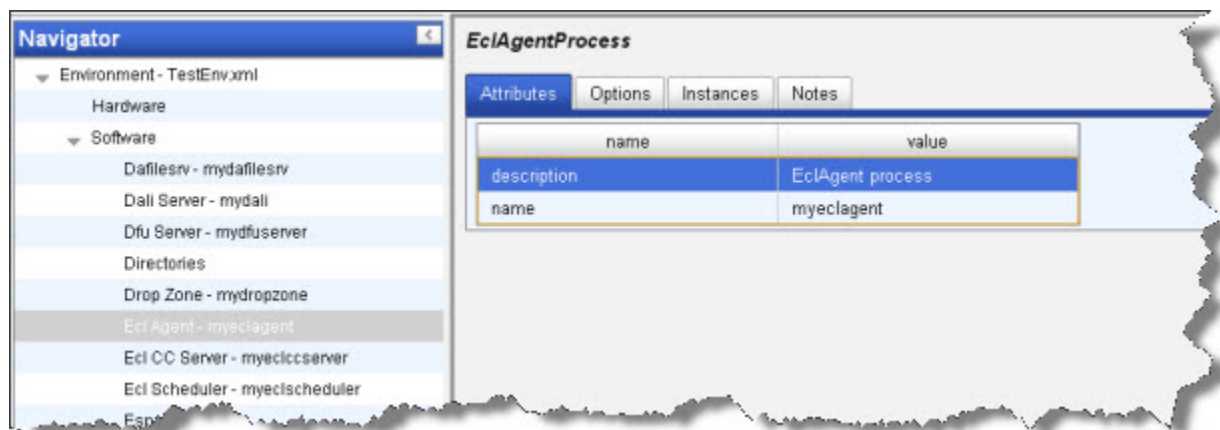 Navigator
Environment - TestEnv.xml
Hardware
Software
Dafilesrv - mydafilesrv
Dali Server - mydali
Dfu Server - mydfuserver
Directories
Drop Zone - mydropzone
Ecl Agent - myeclagent
Ecl CC Server - myeclccserver
Ecl Scheduler - myeclscheduler
EclAgentProcess
Attributes Options Instances Notes
name value
description EclAgent process
name myeclagent